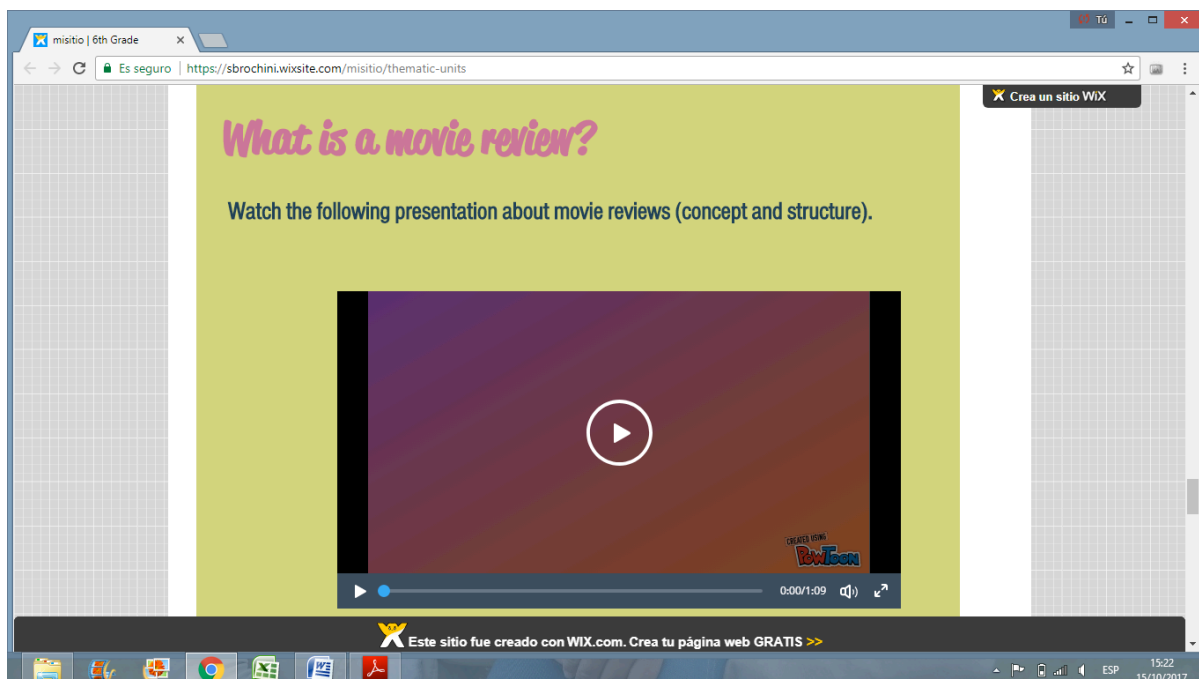 Tú
misitio | 6th Grade
Es seguro | https://sbrochini.wixsite.com/misitio/thematic-units
Crea un sitio WiX
What is a movie review?
Watch the following presentation about movie reviews (concept and structure).
CREATED USING
POWTOON
0:00/1:09
Este sitio fue creado con WIX.com. Crea tu página web GRATIS >>
ESP
15:22
15/10/2017